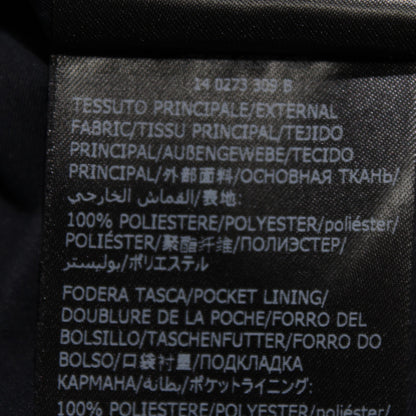 14 0273 309 B
TESSUTO PRINCIPALE/EXTERNAL
FABRIC/TISSU PRINCIPAL/TEJIDO
PRINCIPAL/AUßENGEWEBE/TECIDO
PRINCIPAL/外部面料/ОСНОВНАЯ ТКАНЬ/
القماش الخارجي/表地:
100% POLIESTERE/POLYESTER/poliéster/
POLIÉSTER/聚酯纤维/ПОЛИЭСТЕР/
بوليستر/ポリエステル
FODERA TASCA/POCKET LINING/
DOUBLURE DE LA POCHE/FORRO DEL
BOLSILLO/TASCHENFUTTER/FORRO DO
BOLSO/口袋衬里/ПОДКЛАДКА
КАРМАНА/بطانة/ポケットライニング:
100% POLIESTERE/POLYESTER/